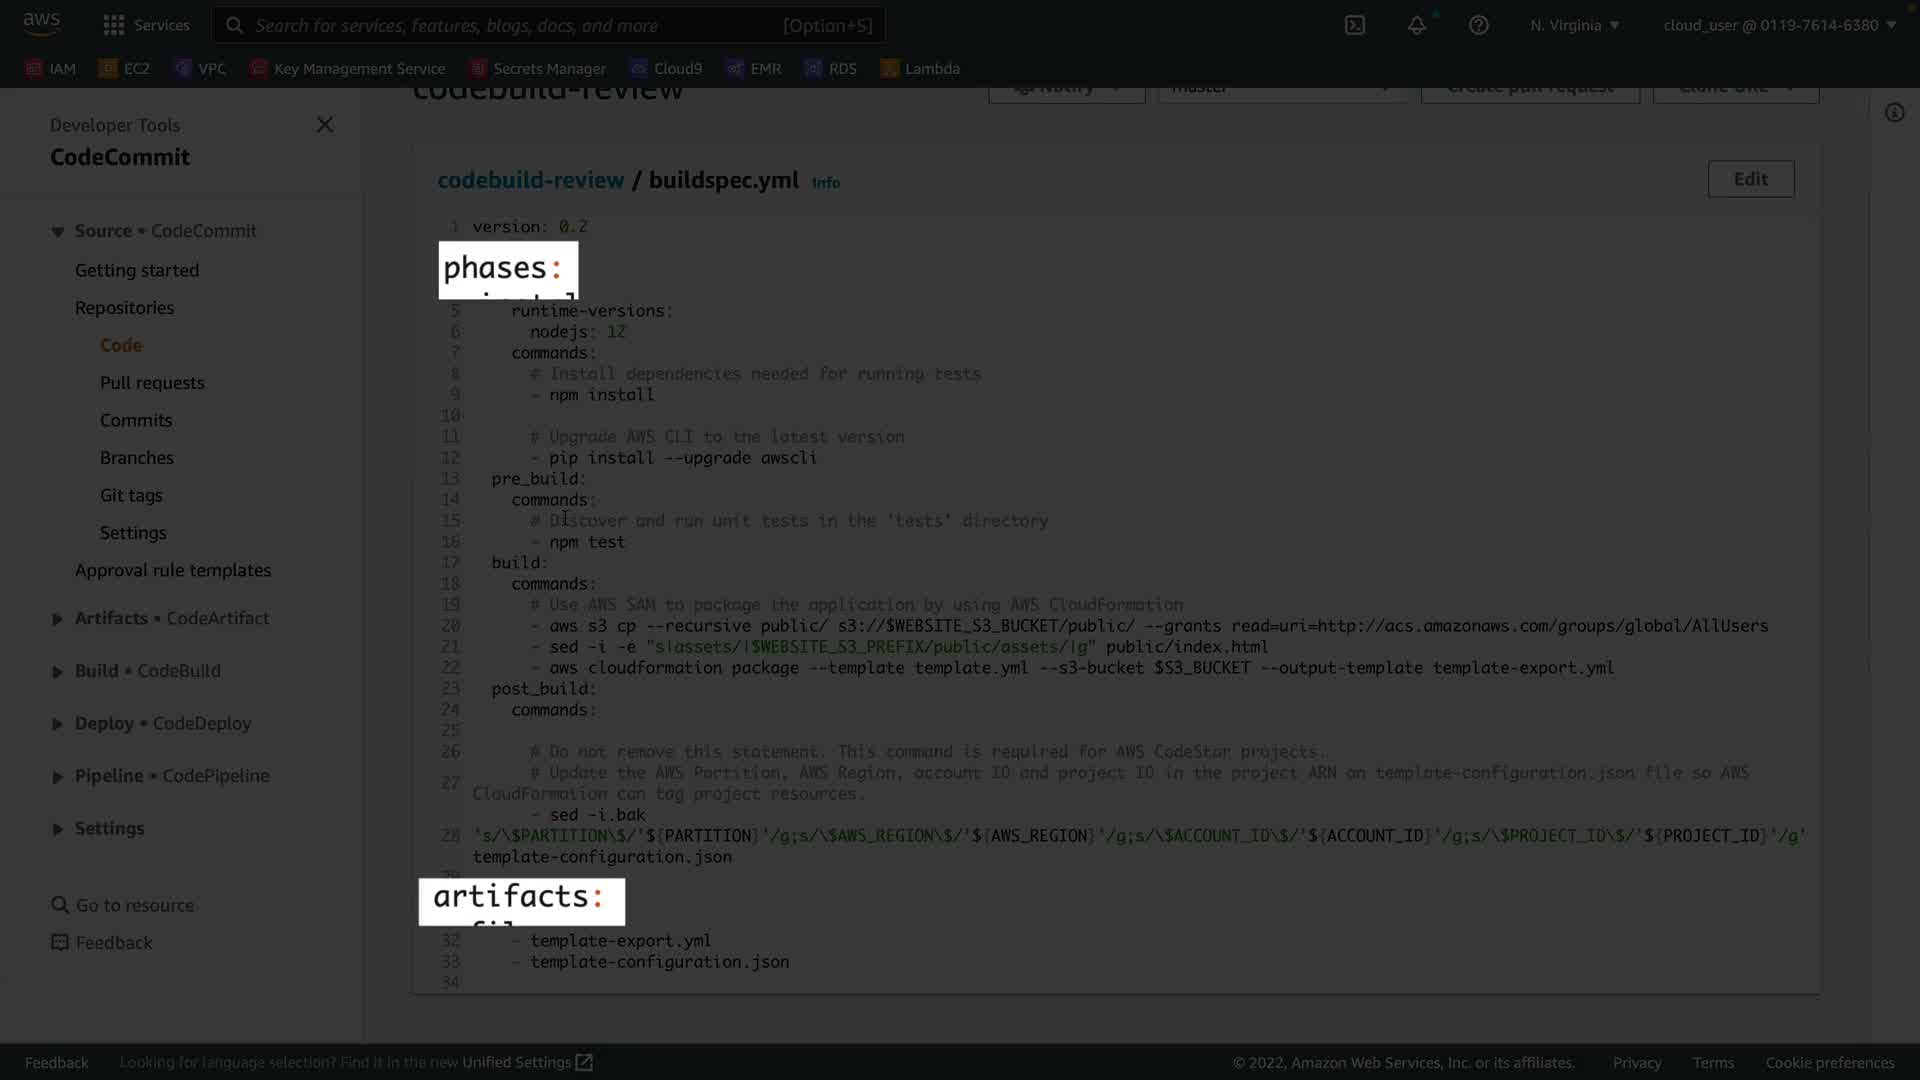 aws
Services
Search for services, features, blogs, docs, and more
[Option+S]
N. Virginia
cloud_user @ 0119-7614-6380
IAM
EC2
VPC
Key Management Service
Secrets Manager
Cloud9
EMR
RDS
Lambda
codebuild-review
Notify
master
Create pull request
Clone URL
Developer Tools
CodeCommit
Source • CodeCommit
Getting started
Repositories
Code
Pull requests
Commits
Branches
Git tags
Settings
Approval rule templates
Artifacts • CodeArtifact
Build • CodeBuild
Deploy • CodeDeploy
Pipeline • CodePipeline
Settings
Go to resource
Feedback
codebuild-review / buildspec.yml Info
Edit
1 version: 0.2
phases:
5 runtime-versions:
6 nodejs: 12
7 commands:
8 # Install dependencies needed for running tests
9 - npm install
10
11 # Upgrade AWS CLI to the latest version
12 - pip install --upgrade awscli
13 pre_build:
14 commands:
15 # Discover and run unit tests in the 'tests' directory
16 - npm test
17 build:
18 commands:
19 # Use AWS SAM to package the application by using AWS CloudFormation
20 - aws s3 cp --recursive public/ s3://$WEBSITE_S3_BUCKET/public/ --grants read=uri=http://acs.amazonaws.com/groups/global/AllUsers
21 - sed -i -e "s|assets/|$WEBSITE_S3_PREFIX/public/assets/|g" public/index.html
22 - aws cloudformation package --template template.yml --s3-bucket $S3_BUCKET --output-template template-export.yml
23 post_build:
24 commands:
25
26 # Do not remove this statement. This command is required for AWS CodeStar projects.
27 # Update the AWS Partition, AWS Region, account ID and project ID in the project ARN on template-configuration.json file so AWS
CloudFormation can tag project resources.
- sed -i.bak
28 's/\$PARTITION\$/'${PARTITION}'/g;s/\$AWS_REGION\$/'${AWS_REGION}'/g;s/\$ACCOUNT_ID\$/'${ACCOUNT_ID}'/g;s/\$PROJECT_ID\$/'${PROJECT_ID}'/g'
template-configuration.json
artifacts:
32 - template-export.yml
33 - template-configuration.json
34
Feedback
Looking for language selection? Find it in the new Unified Settings
© 2022, Amazon Web Services, Inc. or its affiliates.
Privacy
Terms
Cookie preferences